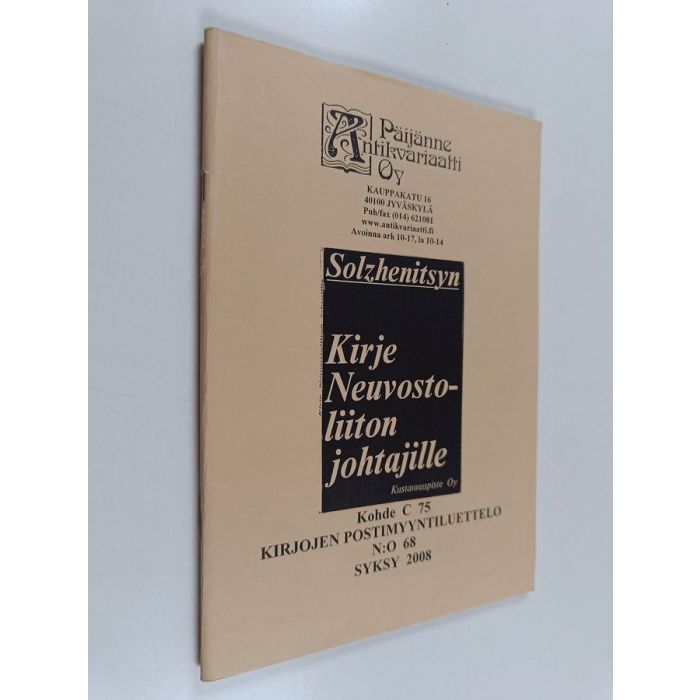 Päijänne
Antikvariaatti
Oy
KAUPPAKATU 16
40100 JYVÄSKYLÄ
Puh/fax (014) 621081
www.antikvariaatti.fi
Avoinna ark 10-17, la 10-14
Solzhenitsyn
Kirje
Neuvosto-
liiton
johtajille
Kustannuspiste Oy
Kohde C 75
KIRJOJEN POSTIMYYNTILUETTELO
N:O 68
SYKSY 2008